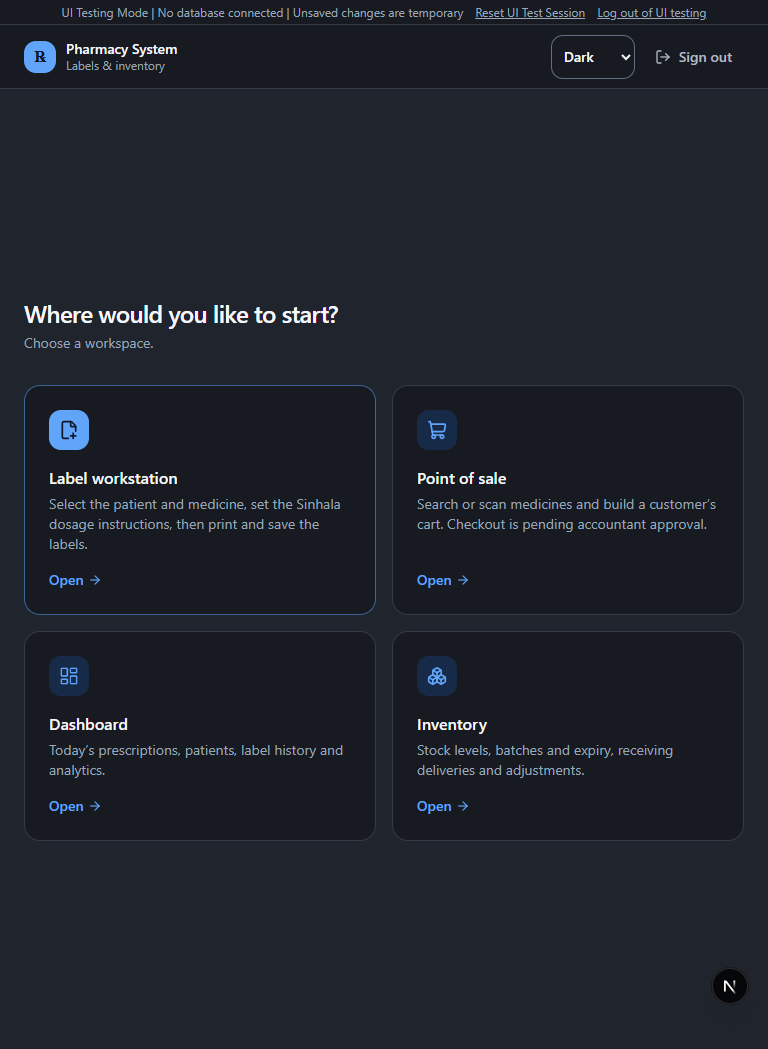 UI Testing Mode | No database connected | Unsaved changes are temporary Reset UI Test Session Log out of UI testing
℞ Pharmacy System
Labels & inventory
Dark
Sign out
Where would you like to start?
Choose a workspace.
Label workstation
Select the patient and medicine, set the Sinhala
dosage instructions, then print and save the
labels.
Open →
Point of sale
Search or scan medicines and build a customer’s
cart. Checkout is pending accountant approval.
Open →
Dashboard
Today’s prescriptions, patients, label history and
analytics.
Open →
Inventory
Stock levels, batches and expiry, receiving
deliveries and adjustments.
Open →
N